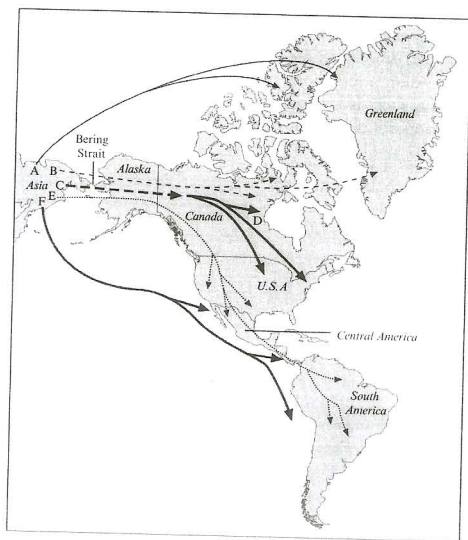 Greenland
Bering
Strait
Alaska
A B
Asia C
E
F
Canada
D
U.S.A
Central America
South
America